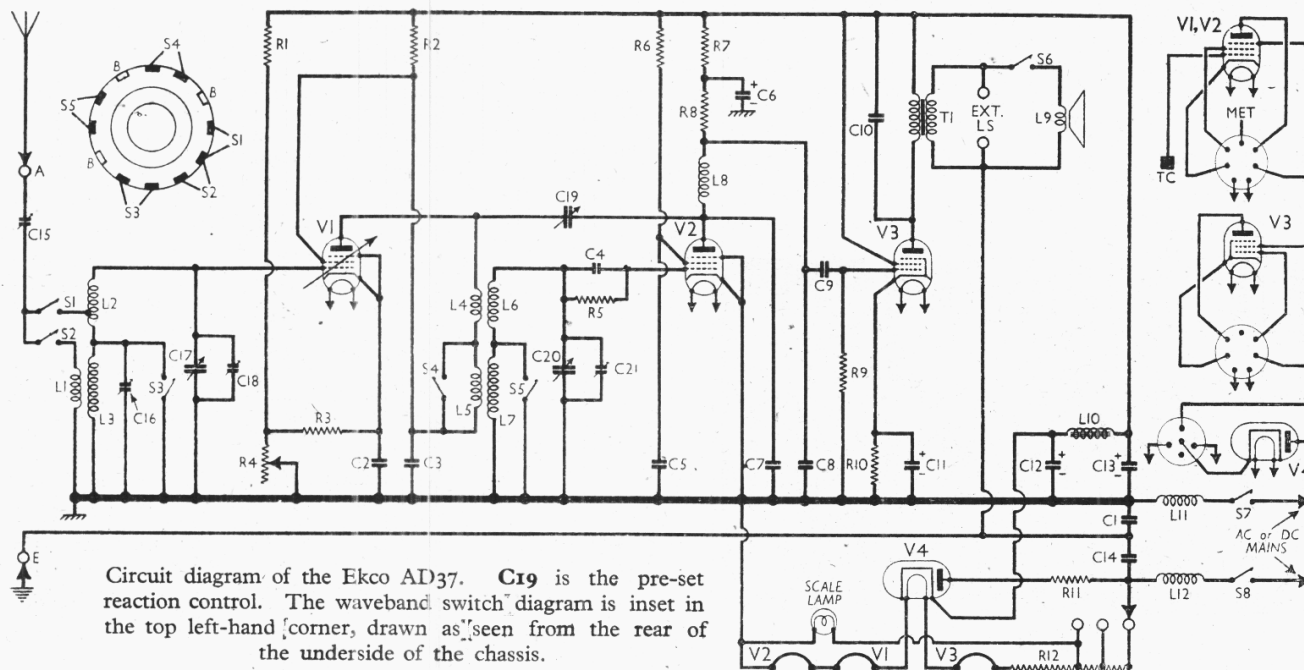 S4
B
B
S5
S1
B
S2
S3
A
C15
R1
R2
R6
R7
C6
R8
C10
T1
EXT.
LS
S6
L9
V1, V2
MET
TC
L8
C19
V1
V2
V3
V3
C4
C9
S1
L2
L4
L6
R5
S2
C17
C18
S3
L1
L3
C16
S4
L5
S5
L7
C20
C21
R9
R3
R4
C2
C3
C5
C7
C8
R10
C11
C12
L10
C13
V4
L11
S7
C1
AC or DC
MAINS
C14
E
V4
R11
L12
S8
SCALE
LAMP
V2
V1
V3
R12
Circuit diagram of the Ekco AD37. C19 is the pre-set
reaction control. The waveband switch diagram is inset in
the top left-hand corner, drawn as seen from the rear of
the underside of the chassis.